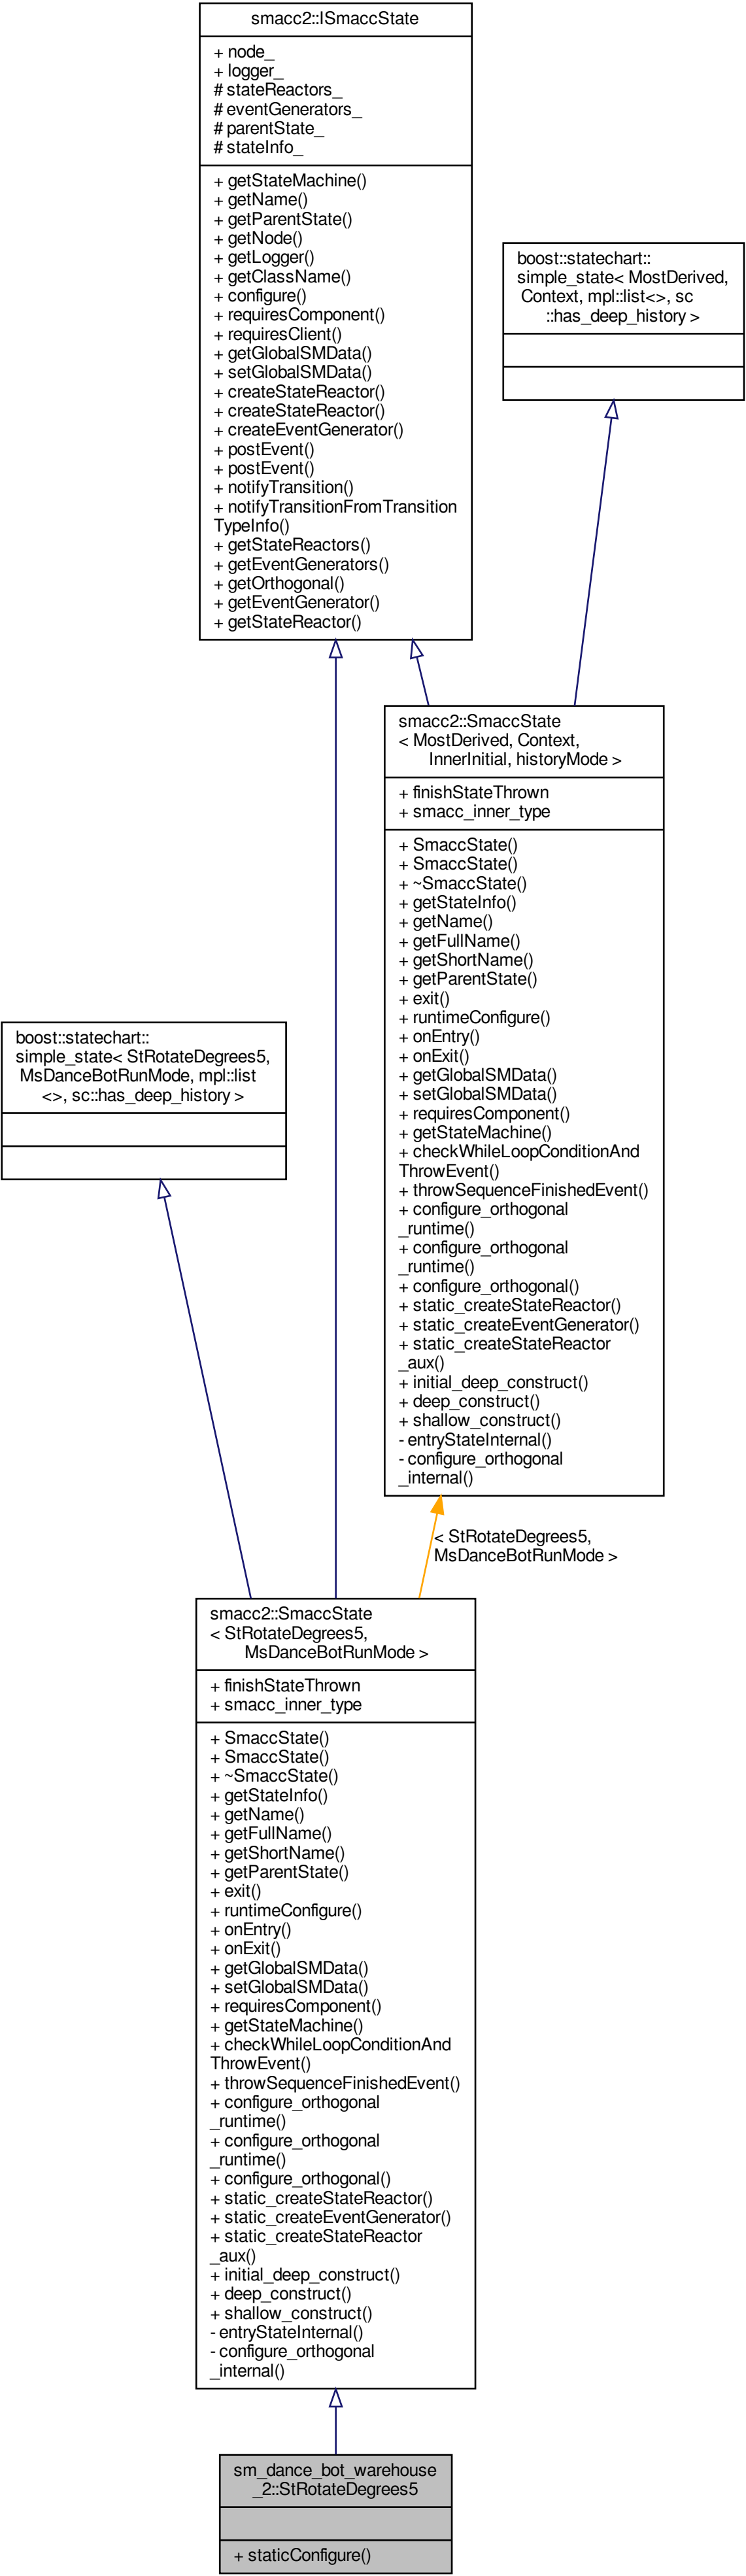 smacc2::ISmaccState
+ node_
+ logger_
# stateReactors_
# eventGenerators_
# parentState_
# stateInfo_
+ getStateMachine()
+ getName()
+ getParentState()
+ getNode()
+ getLogger()
+ getClassName()
+ configure()
+ requiresComponent()
+ requiresClient()
+ getGlobalSMData()
+ setGlobalSMData()
+ createStateReactor()
+ createStateReactor()
+ createEventGenerator()
+ postEvent()
+ postEvent()
+ notifyTransition()
+ notifyTransitionFromTransition
TypeInfo()
+ getStateReactors()
+ getEventGenerators()
+ getOrthogonal()
+ getEventGenerator()
+ getStateReactor()
boost::statechart::
simple_state< MostDerived,
Context, mpl::list<>, sc
::has_deep_history >
smacc2::SmaccState
< MostDerived, Context,
InnerInitial, historyMode >
+ finishStateThrown
+ smacc_inner_type
+ SmaccState()
+ SmaccState()
+ ~SmaccState()
+ getStateInfo()
+ getName()
+ getFullName()
+ getShortName()
+ getParentState()
+ exit()
+ runtimeConfigure()
+ onEntry()
+ onExit()
+ getGlobalSMData()
+ setGlobalSMData()
+ requiresComponent()
+ getStateMachine()
+ checkWhileLoopConditionAnd
ThrowEvent()
+ throwSequenceFinishedEvent()
+ configure_orthogonal
_runtime()
+ configure_orthogonal
_runtime()
+ configure_orthogonal()
+ static_createStateReactor()
+ static_createEventGenerator()
+ static_createStateReactor
_aux()
+ initial_deep_construct()
+ deep_construct()
+ shallow_construct()
- entryStateInternal()
- configure_orthogonal
_internal()
boost::statechart::
simple_state< StRotateDegrees5,
MsDanceBotRunMode, mpl::list
<>, sc::has_deep_history >
< StRotateDegrees5,
MsDanceBotRunMode >
smacc2::SmaccState
< StRotateDegrees5,
MsDanceBotRunMode >
+ finishStateThrown
+ smacc_inner_type
+ SmaccState()
+ SmaccState()
+ ~SmaccState()
+ getStateInfo()
+ getName()
+ getFullName()
+ getShortName()
+ getParentState()
+ exit()
+ runtimeConfigure()
+ onEntry()
+ onExit()
+ getGlobalSMData()
+ setGlobalSMData()
+ requiresComponent()
+ getStateMachine()
+ checkWhileLoopConditionAnd
ThrowEvent()
+ throwSequenceFinishedEvent()
+ configure_orthogonal
_runtime()
+ configure_orthogonal
_runtime()
+ configure_orthogonal()
+ static_createStateReactor()
+ static_createEventGenerator()
+ static_createStateReactor
_aux()
+ initial_deep_construct()
+ deep_construct()
+ shallow_construct()
- entryStateInternal()
- configure_orthogonal
_internal()
sm_dance_bot_warehouse
_2::StRotateDegrees5
+ staticConfigure()